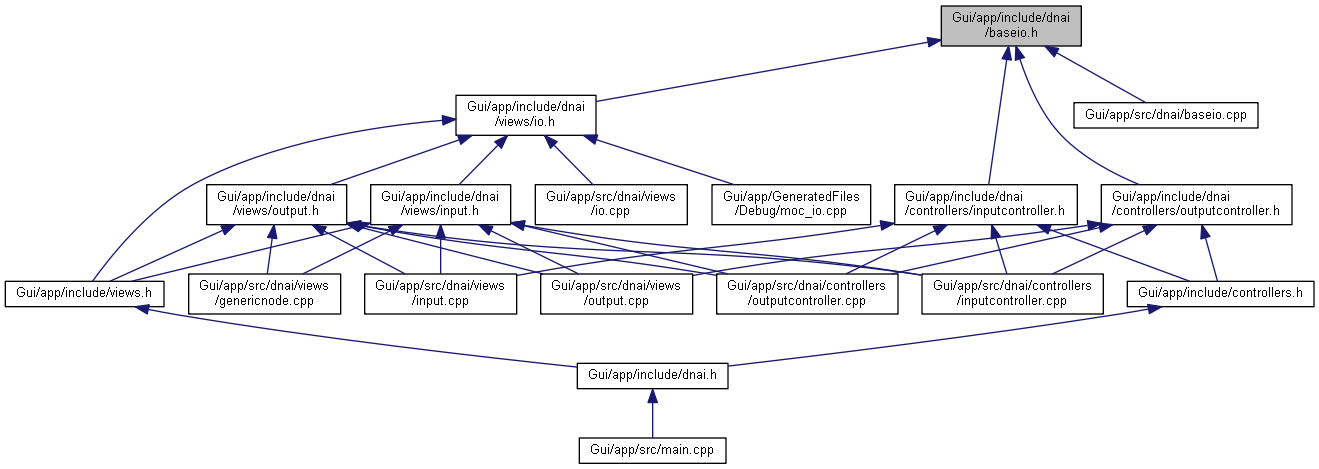 Gui/app/include/dnai
/baseio.h
Gui/app/include/dnai
/views/io.h
Gui/app/src/dnai/baseio.cpp
Gui/app/include/dnai
/views/output.h
Gui/app/include/dnai
/views/input.h
Gui/app/src/dnai/views
/io.cpp
Gui/app/GeneratedFiles
/Debug/moc_io.cpp
Gui/app/include/dnai
/controllers/inputcontroller.h
Gui/app/include/dnai
/controllers/outputcontroller.h
Gui/app/include/views.h
Gui/app/src/dnai/views
/genericnode.cpp
Gui/app/src/dnai/views
/input.cpp
Gui/app/src/dnai/views
/output.cpp
Gui/app/src/dnai/controllers
/outputcontroller.cpp
Gui/app/src/dnai/controllers
/inputcontroller.cpp
Gui/app/include/controllers.h
Gui/app/include/dnai.h
Gui/app/src/main.cpp